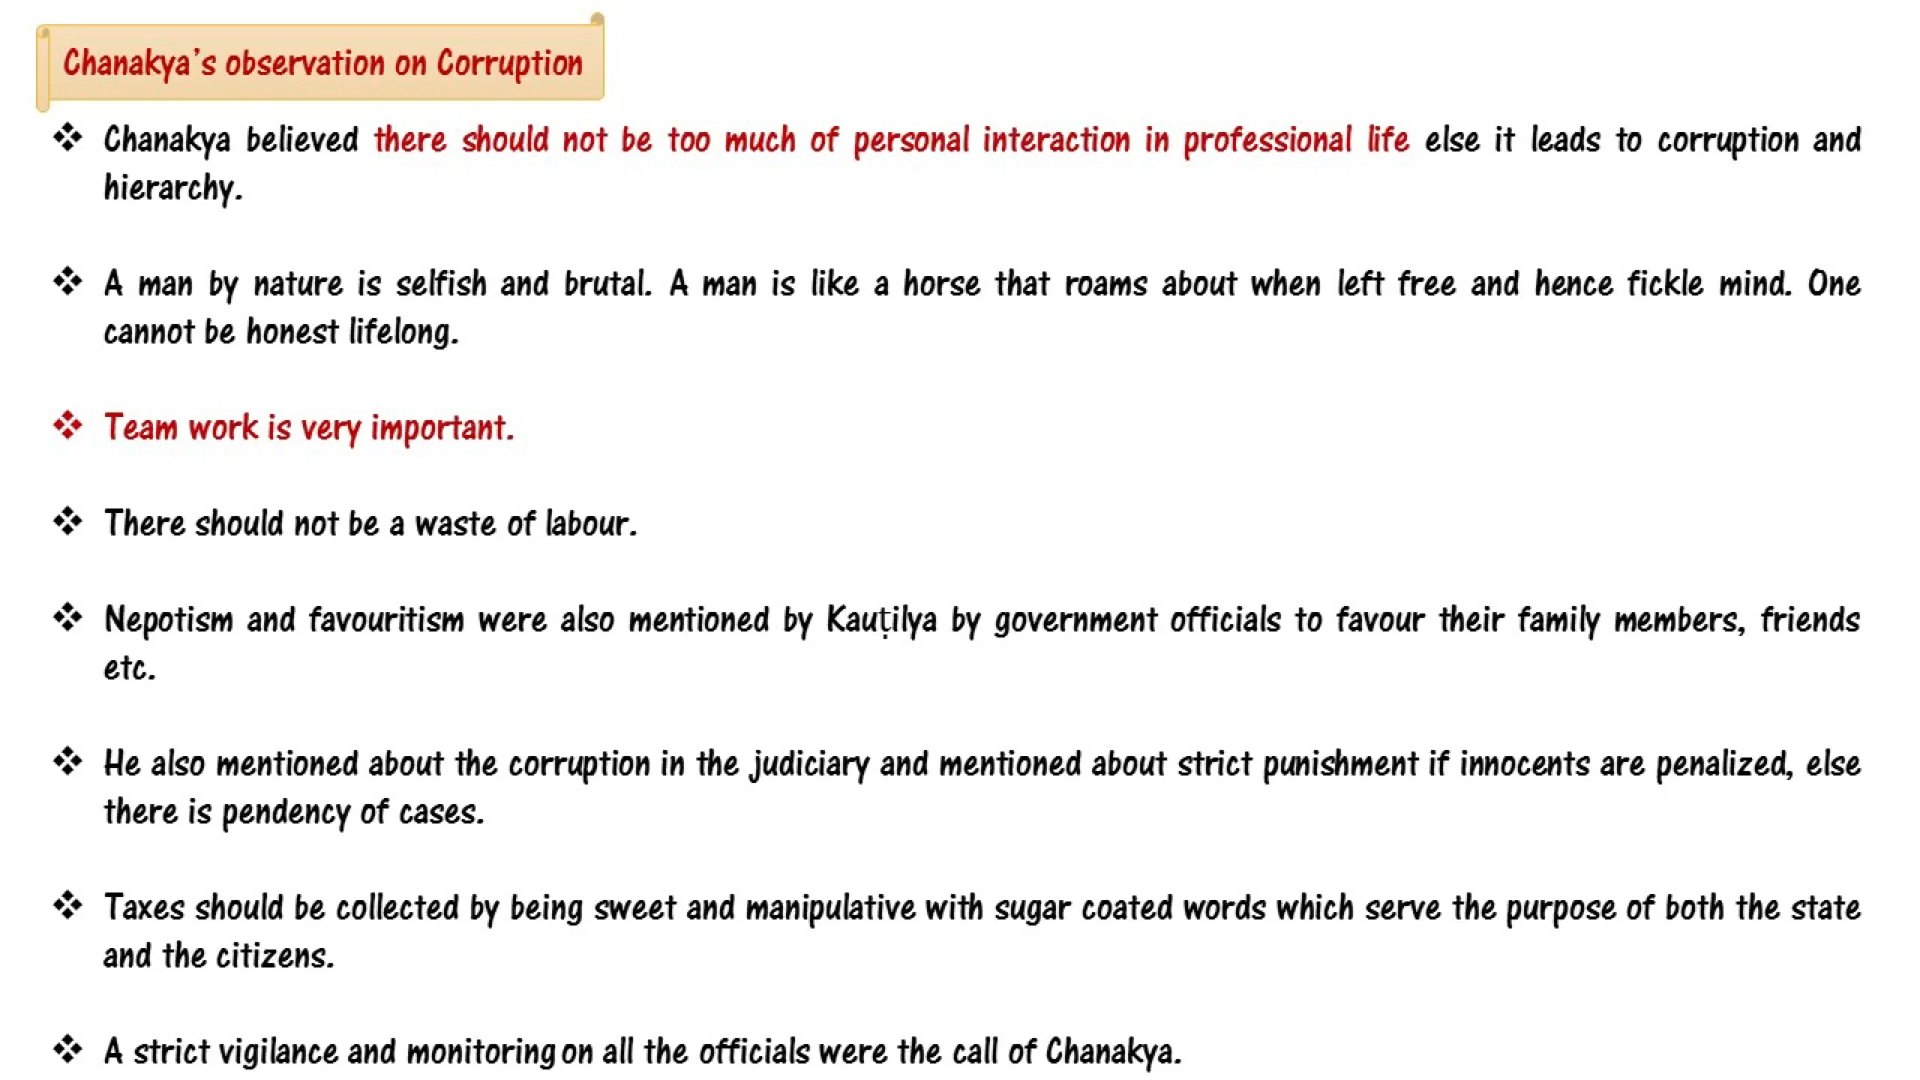 Chanakya's observation on Corruption
❖ Chanakya believed there should not be too much of personal interaction in professional life else it leads to corruption and
hierarchy.
❖ A man by nature is selfish and brutal. A man is like a horse that roams about when left free and hence fickle mind. One
cannot be honest lifelong.
❖ Team work is very important.
❖ There should not be a waste of labour.
❖ Nepotism and favouritism were also mentioned by Kauṭilya by government officials to favour their family members, friends
etc.
❖ He also mentioned about the corruption in the judiciary and mentioned about strict punishment if innocents are penalized, else
there is pendency of cases.
❖ Taxes should be collected by being sweet and manipulative with sugar coated words which serve the purpose of both the state
and the citizens.
❖ A strict vigilance and monitoring on all the officials were the call of Chanakya.